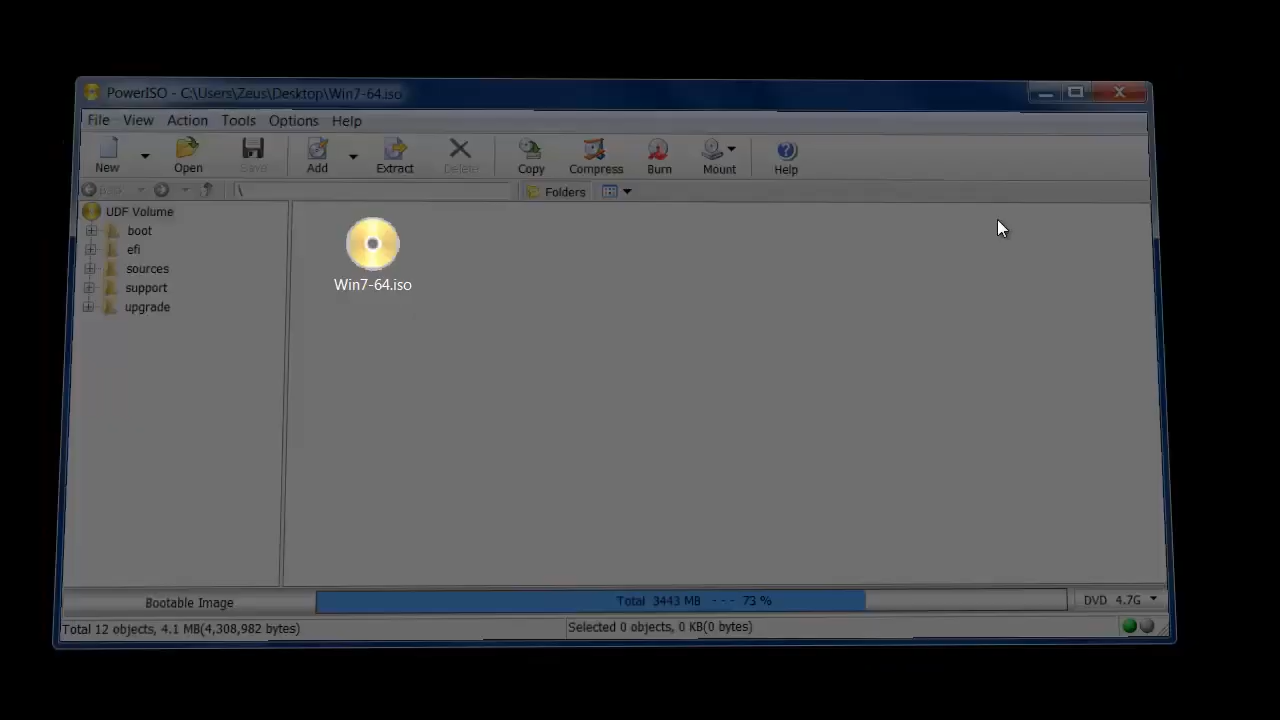 PowerISO - C:\Users\Zeus\Desktop\Win7-64.iso
File View Action Tools Options Help
New Open Save Add Extract Delete Copy Compress Burn Mount Help
Back \ Folders
UDF Volume
boot
efi
sources
support
upgrade
Win7-64.iso
Bootable Image Total 3443 MB - - - 73 % DVD 4.7G
Total 12 objects, 4.1 MB(4,308,982 bytes) Selected 0 objects, 0 KB(0 bytes)